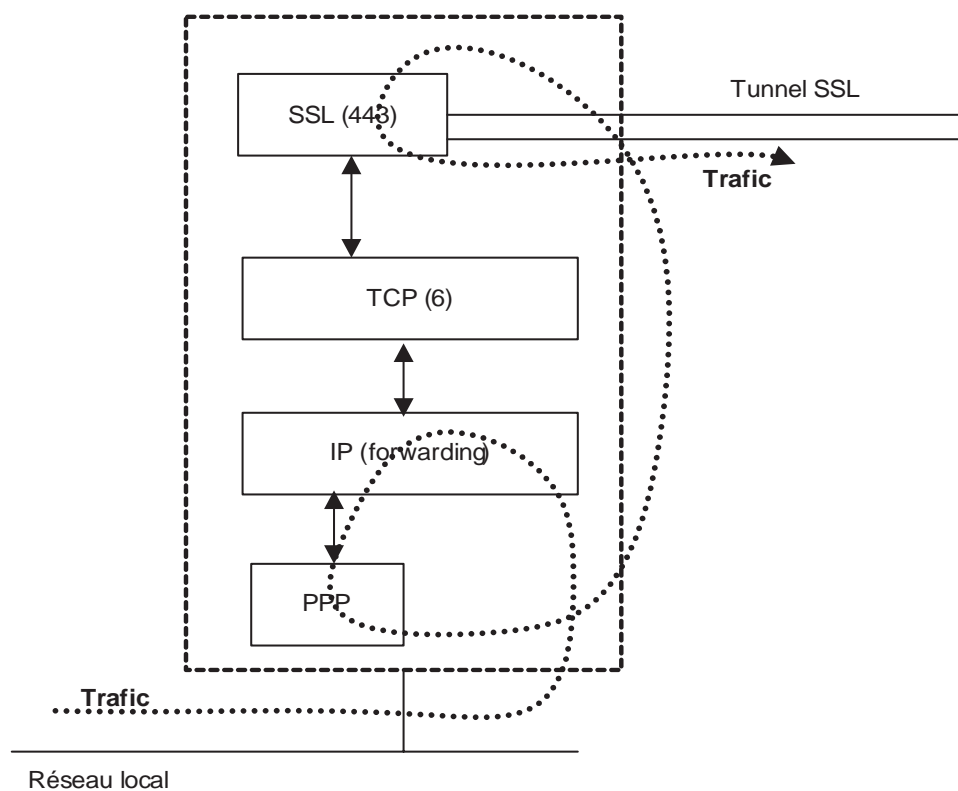 SSL (443)
Tunnel SSL
Trafic
TCP (6)
IP (forwarding)
PPP
Trafic
Réseau local